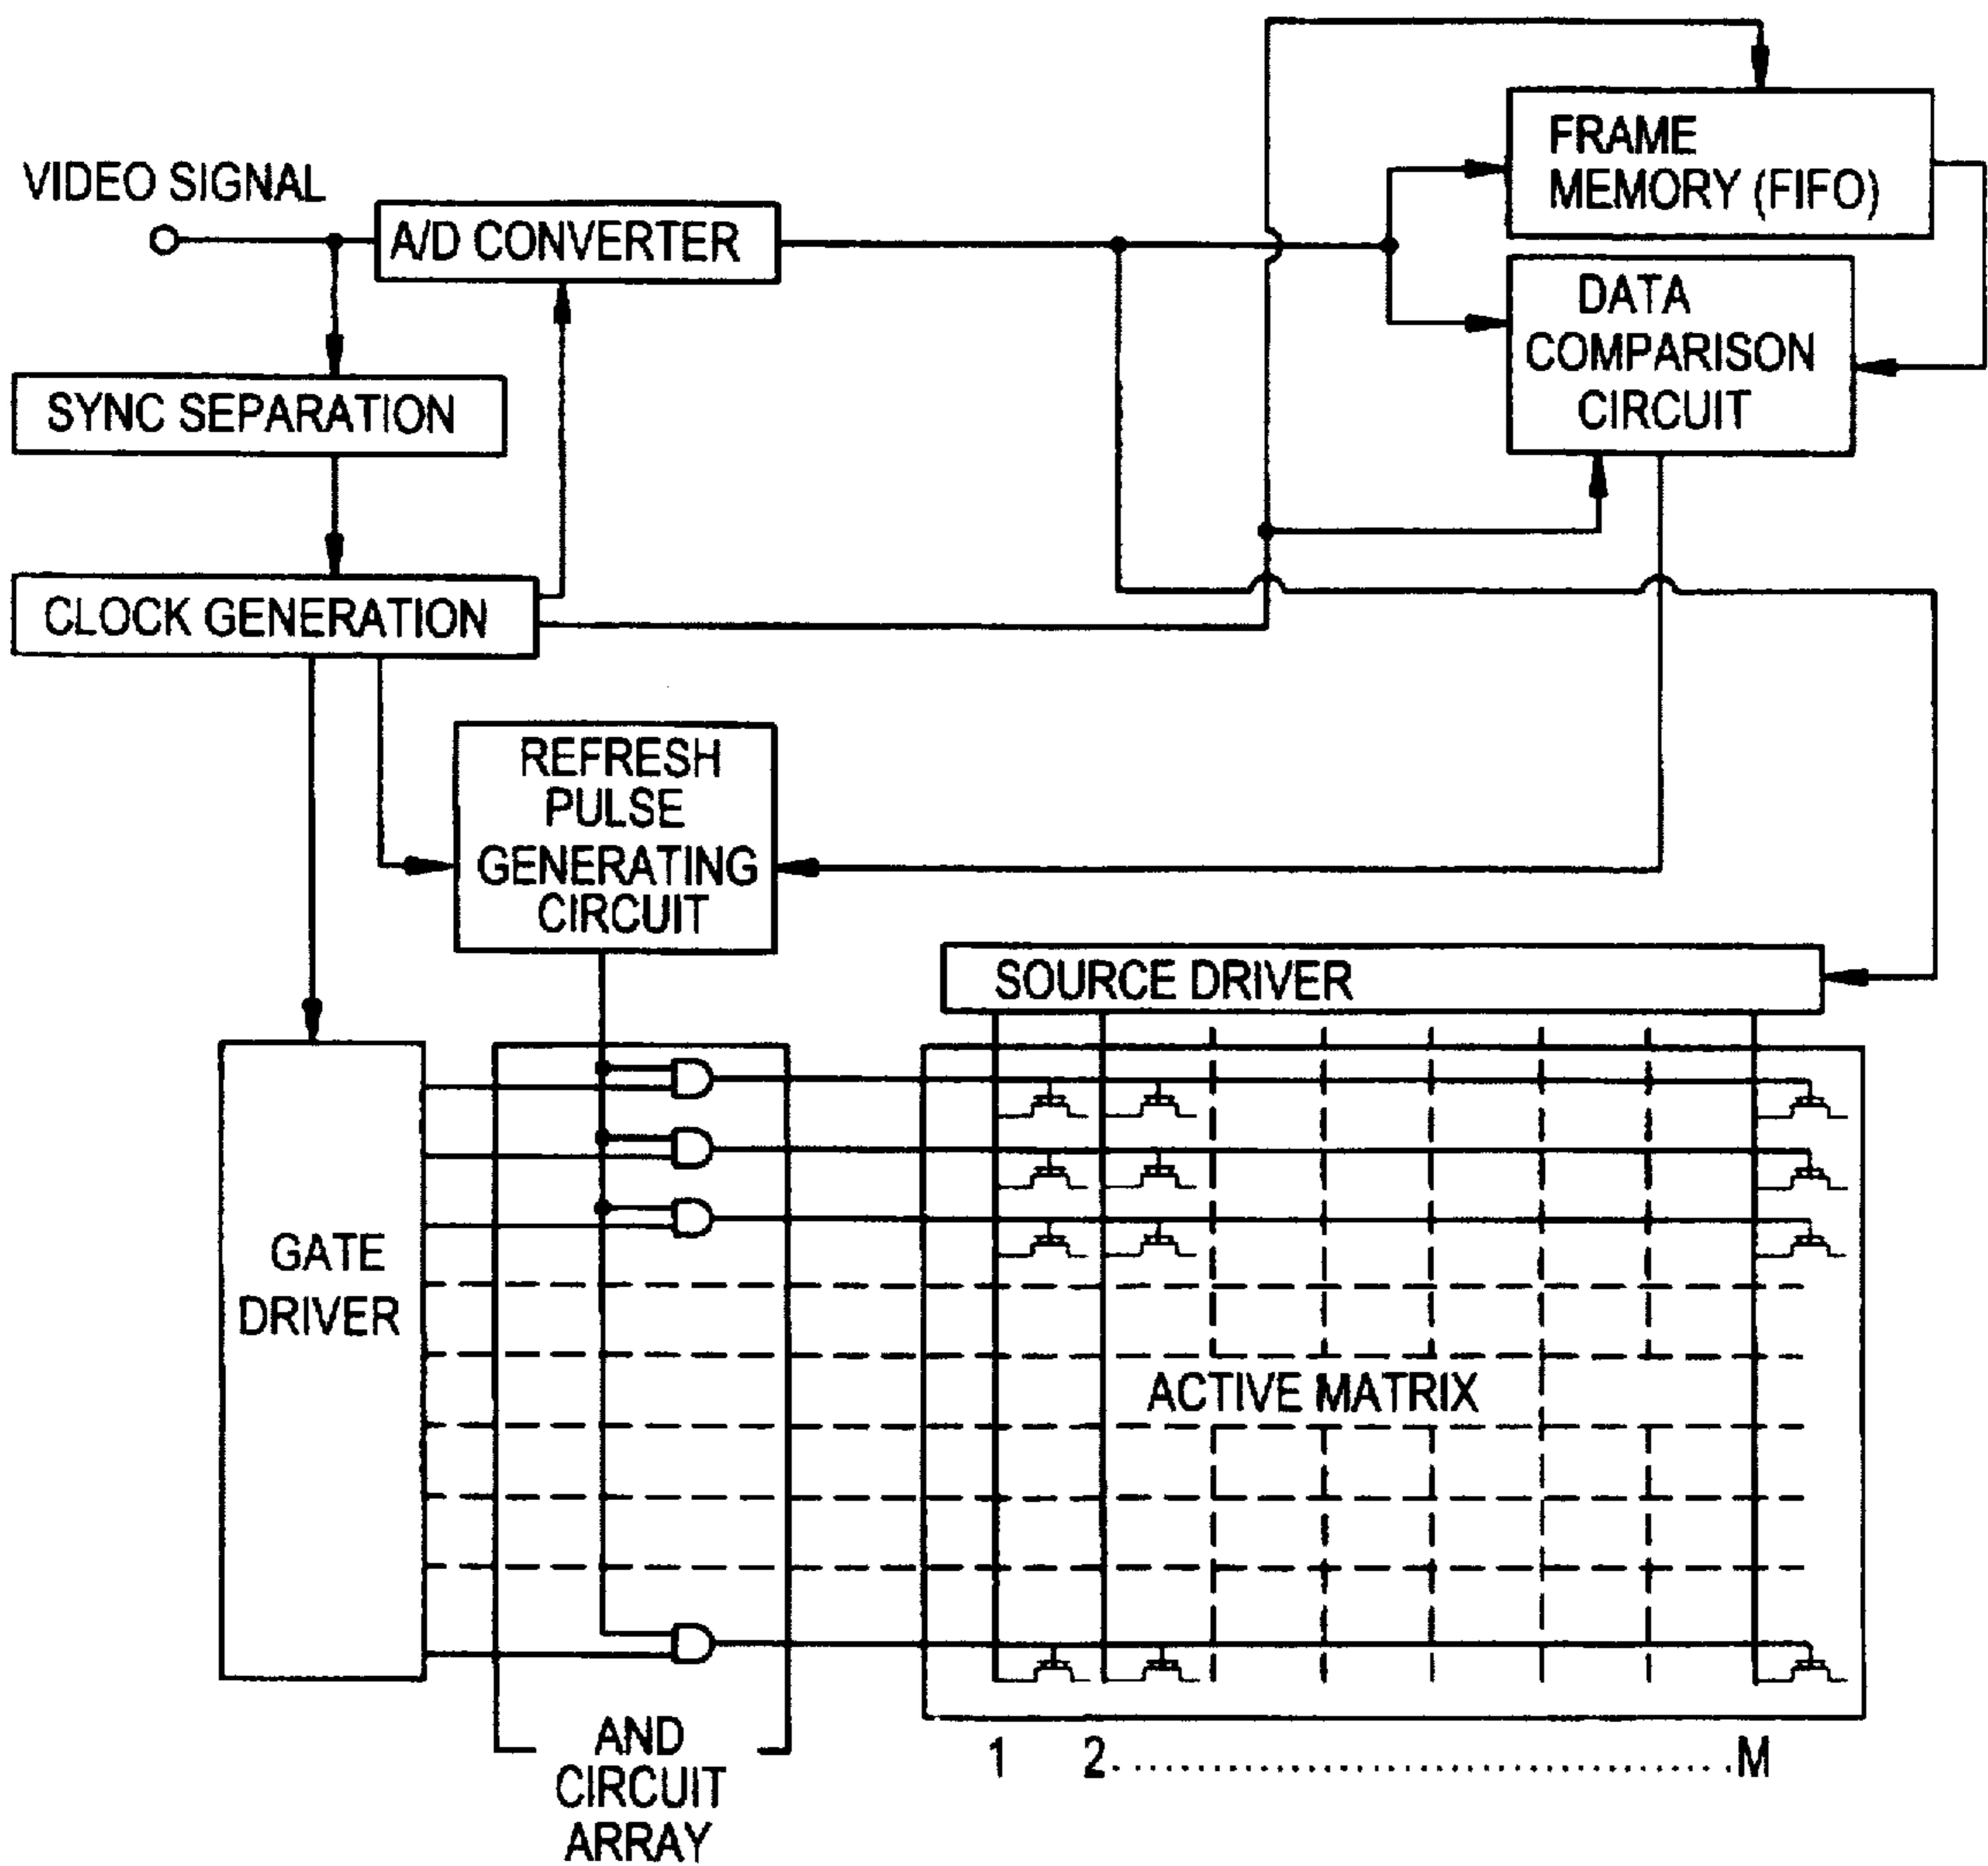 VIDEO SIGNAL
A/D CONVERTER
FRAME
MEMORY (FIFO)
DATA
COMPARISON
CIRCUIT
SYNC SEPARATION
CLOCK GENERATION
REFRESH
PULSE
GENERATING
CIRCUIT
SOURCE DRIVER
GATE
DRIVER
ACTIVE MATRIX
AND
CIRCUIT
ARRAY
1 2 ........................................ M